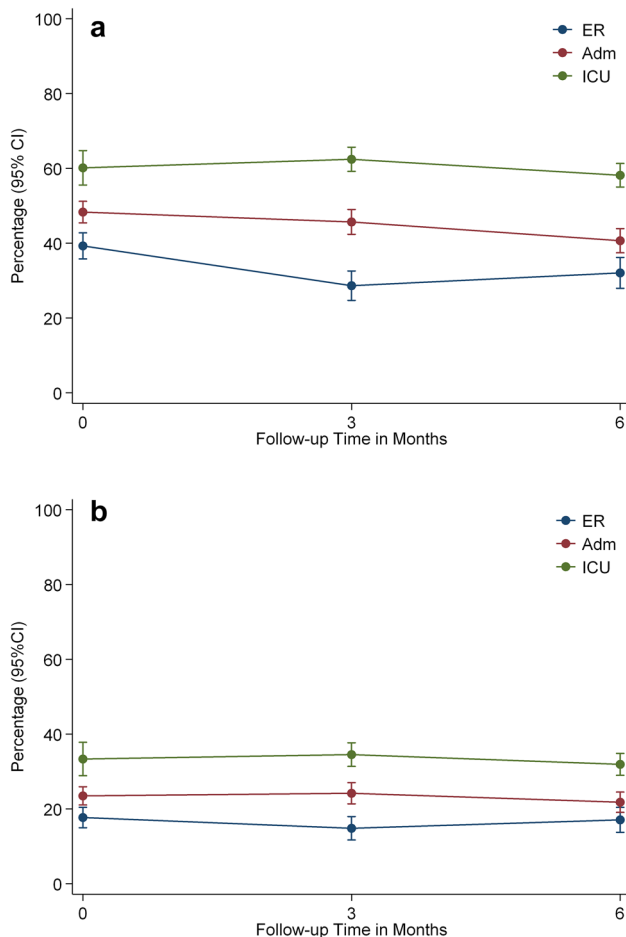 a
ER
Adm
ICU
100
80
60
40
20
0
Percentage (95% CI)
0 3 6
Follow-up Time in Months
b
ER
Adm
ICU
100
80
60
40
20
0
Percentage (95%CI)
0 3 6
Follow-up Time in Months